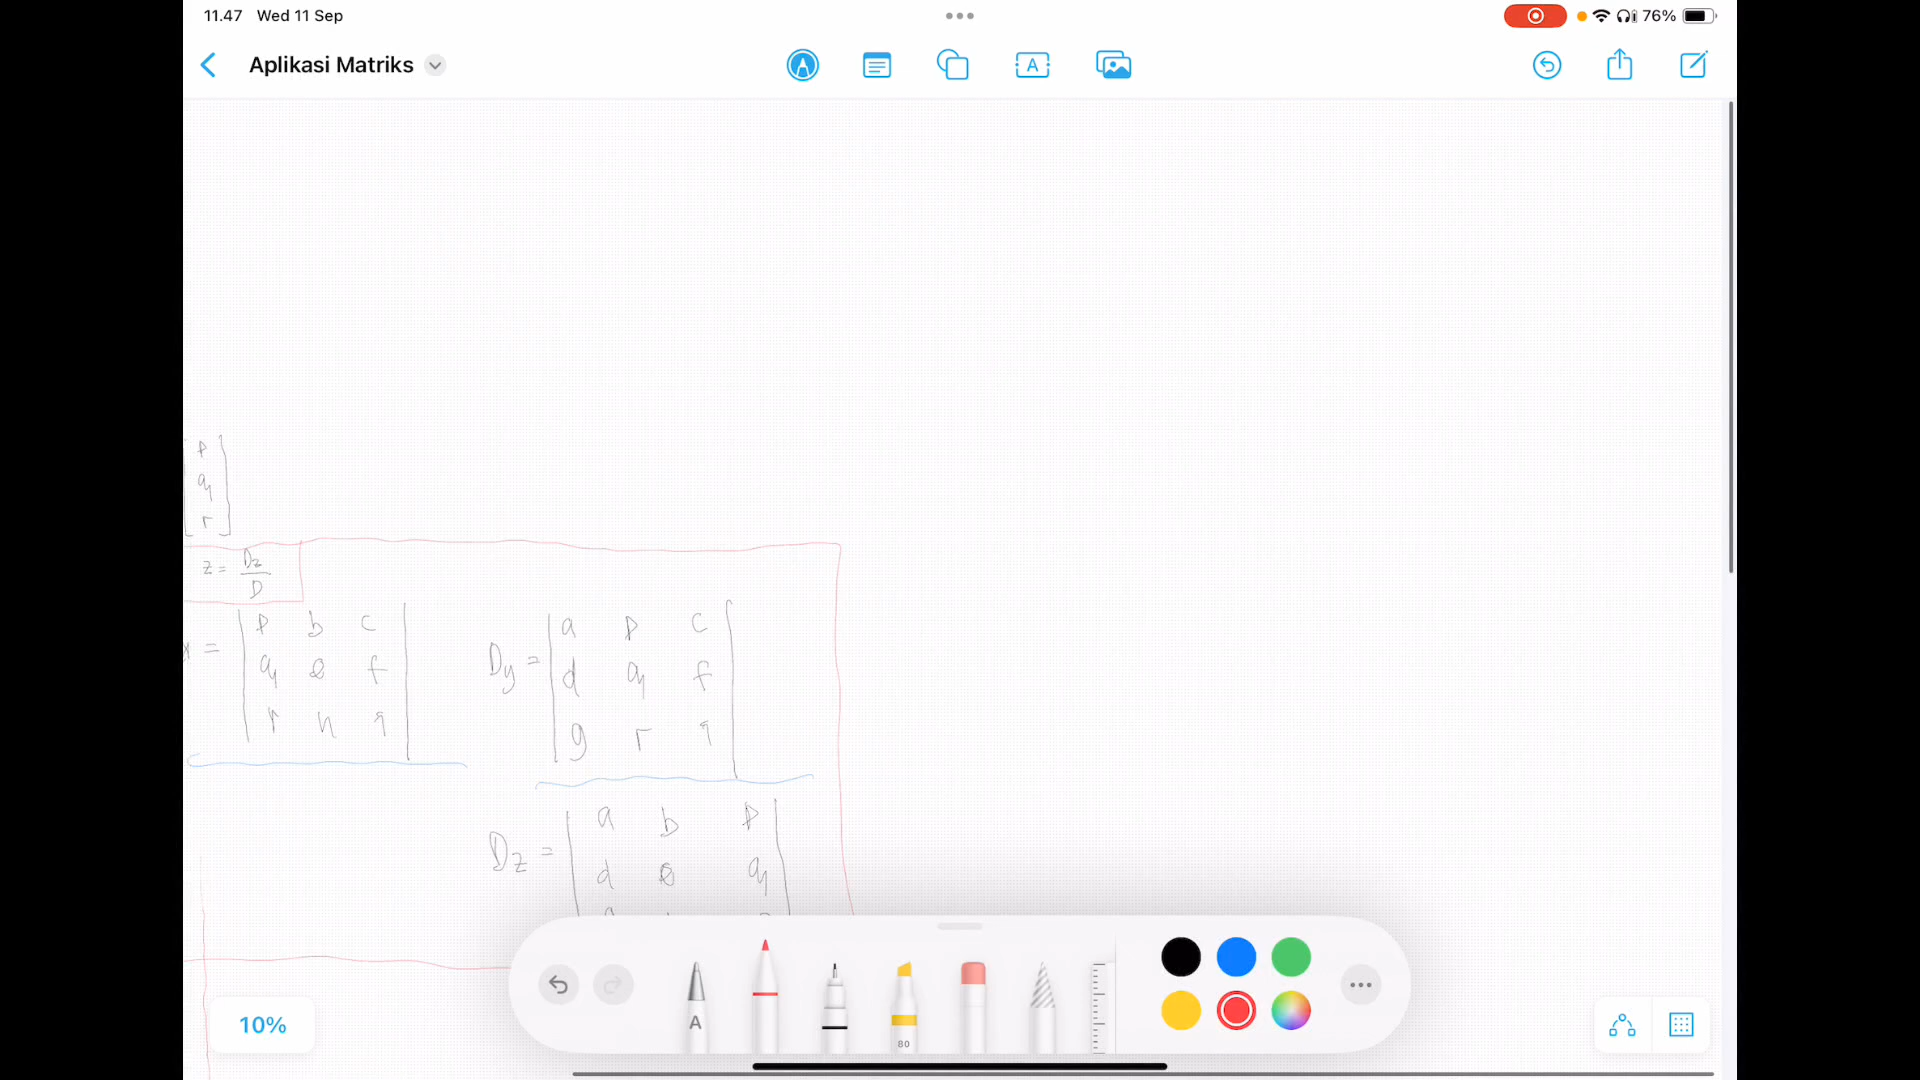 11.47 Wed 11 Sep
76%
Aplikasi Matriks
A
p
q
r
z = Dz
D
= p b c
q e f
r h i
Dy = a p c
d q f
g r i
Dz = a b p
d e q
A
80
10%